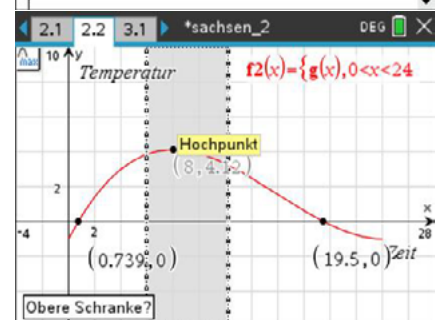 2.1 2.2 3.1 *sachsen_2 DEG
max 10 y
Temperatur f2(x)={g(x),0<x<24
Hochpunkt
(8,4.12)
2
x
-4 2 28
(0.739,0) (19.5,0) Zeit
Obere Schranke?